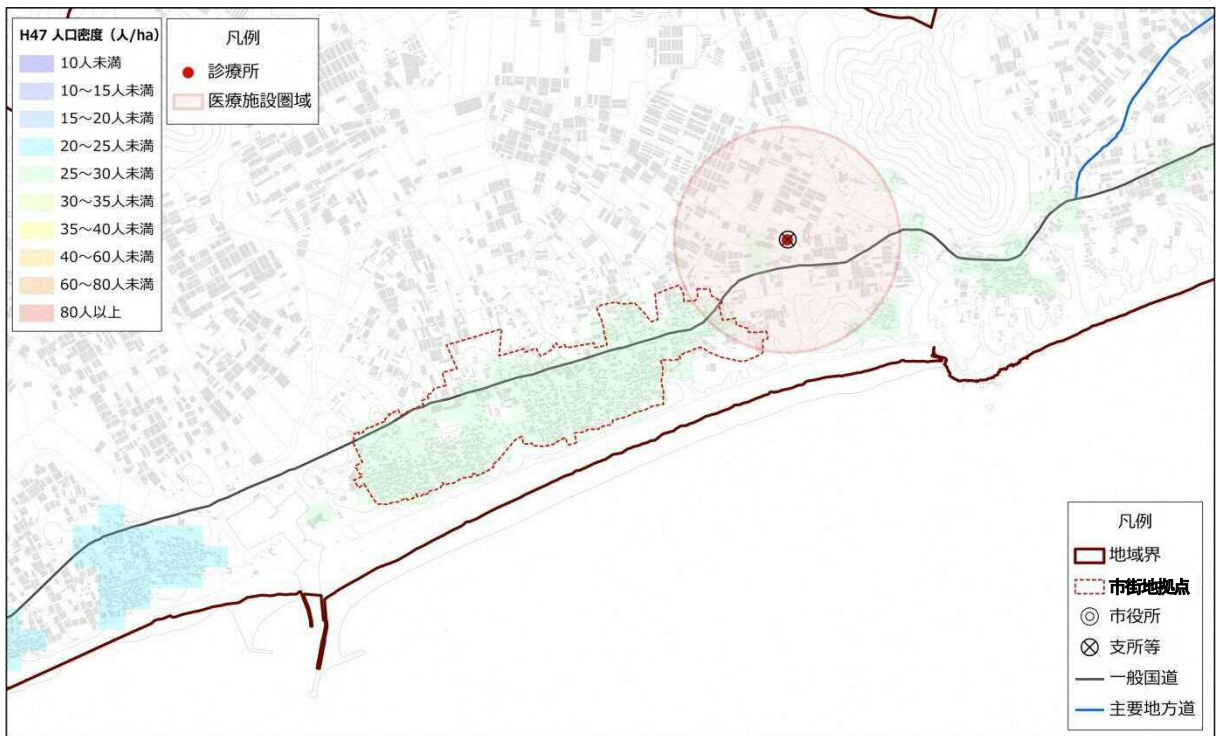 H47 人口密度（人/ha）
10人未満
10～15人未満
15～20人未満
20～25人未満
25～30人未満
30～35人未満
35～40人未満
40～60人未満
60～80人未満
80人以上
凡例
診療所
医療施設圏域
凡例
地域界
市街地拠点
市役所
支所等
一般国道
主要地方道